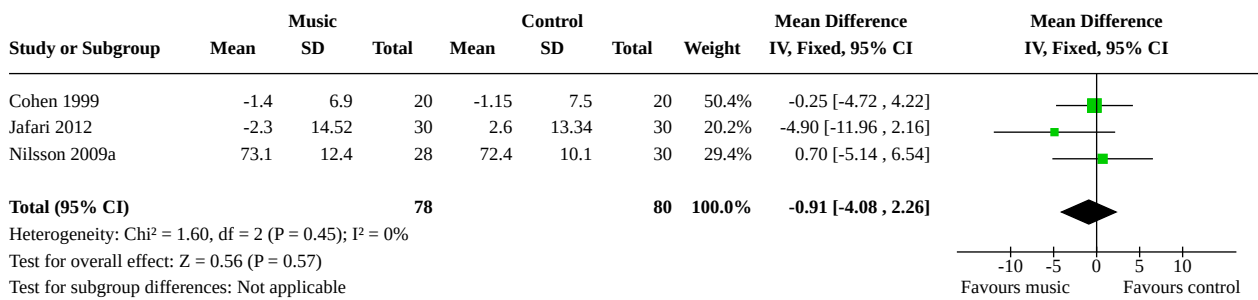 Music Control Mean Difference Mean Difference
Study or Subgroup Mean SD Total Mean SD Total Weight IV, Fixed, 95% CI IV, Fixed, 95% CI
Cohen 1999 -1.4 6.9 20 -1.15 7.5 20 50.4% -0.25 [-4.72 , 4.22]
Jafari 2012 -2.3 14.52 30 2.6 13.34 30 20.2% -4.90 [-11.96 , 2.16]
Nilsson 2009a 73.1 12.4 28 72.4 10.1 30 29.4% 0.70 [-5.14 , 6.54]
Total (95% CI) 78 80 100.0% -0.91 [-4.08 , 2.26]
Heterogeneity: Chi² = 1.60, df = 2 (P = 0.45); I² = 0%
Test for overall effect: Z = 0.56 (P = 0.57) -10 -5 0 5 10
Test for subgroup differences: Not applicable Favours music Favours control